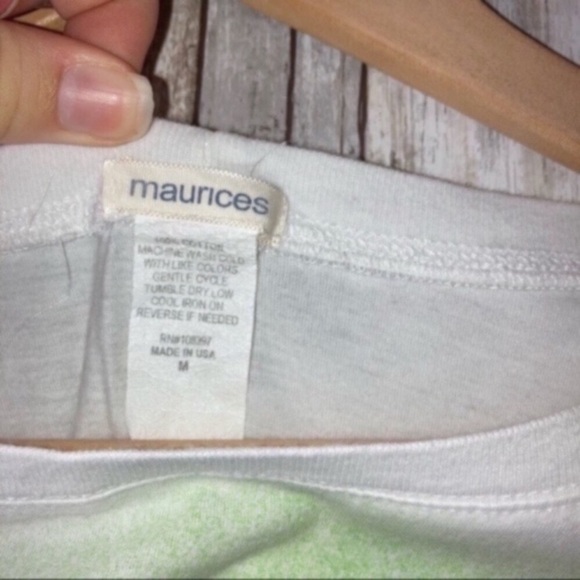 maurices
MACHINE WASH COLD
WITH LIKE COLORS
GENTLE CYCLE
TUMBLE DRY LOW
COOL IRON ON
REVERSE IF NEEDED
MADE IN USA
M